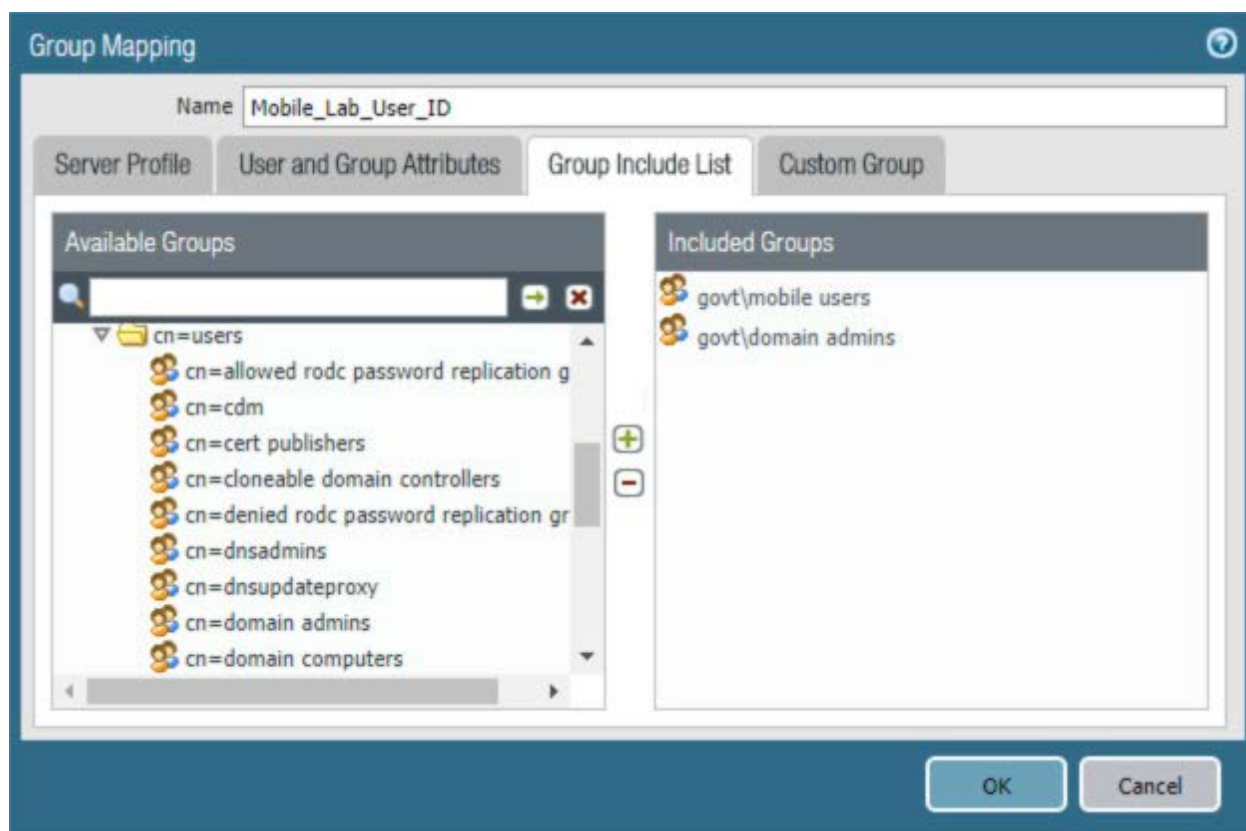 Group Mapping
Name Mobile_Lab_User_ID
Server Profile User and Group Attributes Group Include List Custom Group
Available Groups
cn=users
cn=allowed rodc password replication g
cn=cdm
cn=cert publishers
cn=cloneable domain controllers
cn=denied rodc password replication gr
cn=dnsadmins
cn=dnsupdateproxy
cn=domain admins
cn=domain computers
Included Groups
govt\mobile users
govt\domain admins
OK Cancel